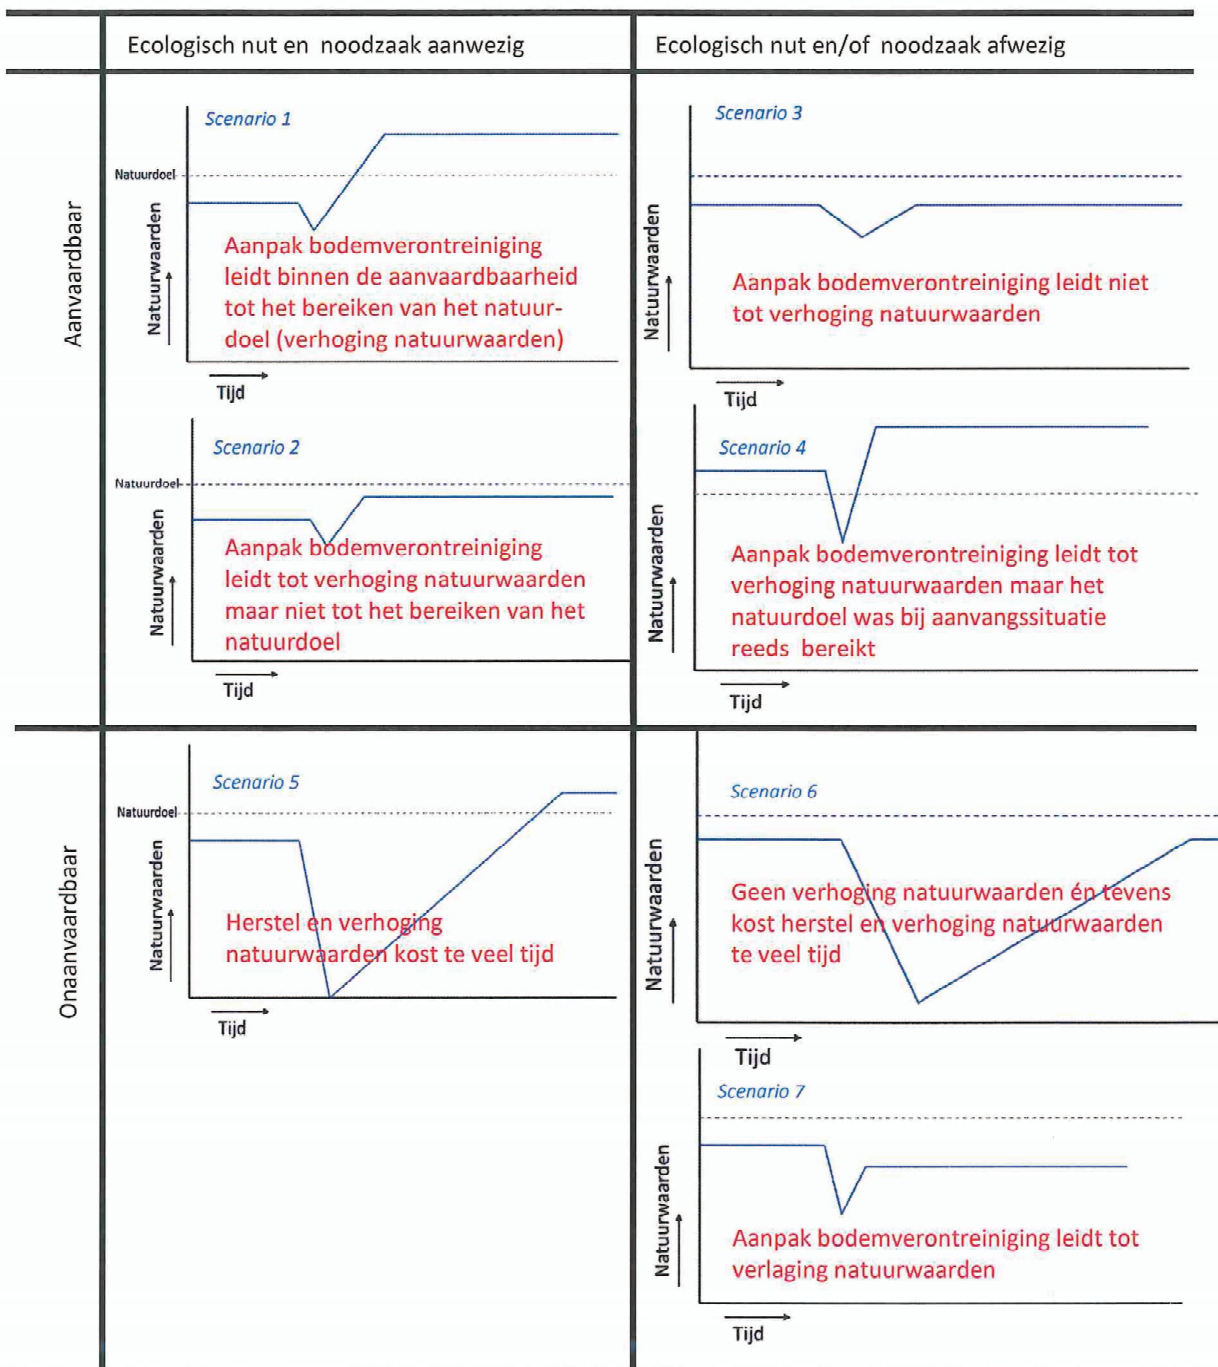 Ecologisch nut en noodzaak aanwezig
Ecologisch nut en/of noodzaak afwezig
Aanvaardbaar
Scenario 1
Natuurdoel
Natuurwaarden
Aanpak bodemverontreiniging
leidt binnen de aanvaardbaarheid
tot het bereiken van het natuur-
doel (verhoging natuurwaarden)
Tijd
Scenario 3
Natuurwaarden
Aanpak bodemverontreiniging leidt niet
tot verhoging natuurwaarden
Tijd
Scenario 2
Natuurdoel
Natuurwaarden
Aanpak bodemverontreiniging
leidt tot verhoging natuurwaarden
maar niet tot het bereiken van het
natuurdoel
Tijd
Scenario 4
Natuurwaarden
Aanpak bodemverontreiniging leidt tot
verhoging natuurwaarden maar het
natuurdoel was bij aanvangssituatie
reeds bereikt
Tijd
Onaanvaardbaar
Scenario 5
Natuurdoel
Natuurwaarden
Herstel en verhoging
natuurwaarden kost te veel tijd
Tijd
Scenario 6
Natuurwaarden
Geen verhoging natuurwaarden én tevens
kost herstel en verhoging natuurwaarden
te veel tijd
Tijd
Scenario 7
Natuurwaarden
Aanpak bodemverontreiniging leidt tot
verlaging natuurwaarden
Tijd